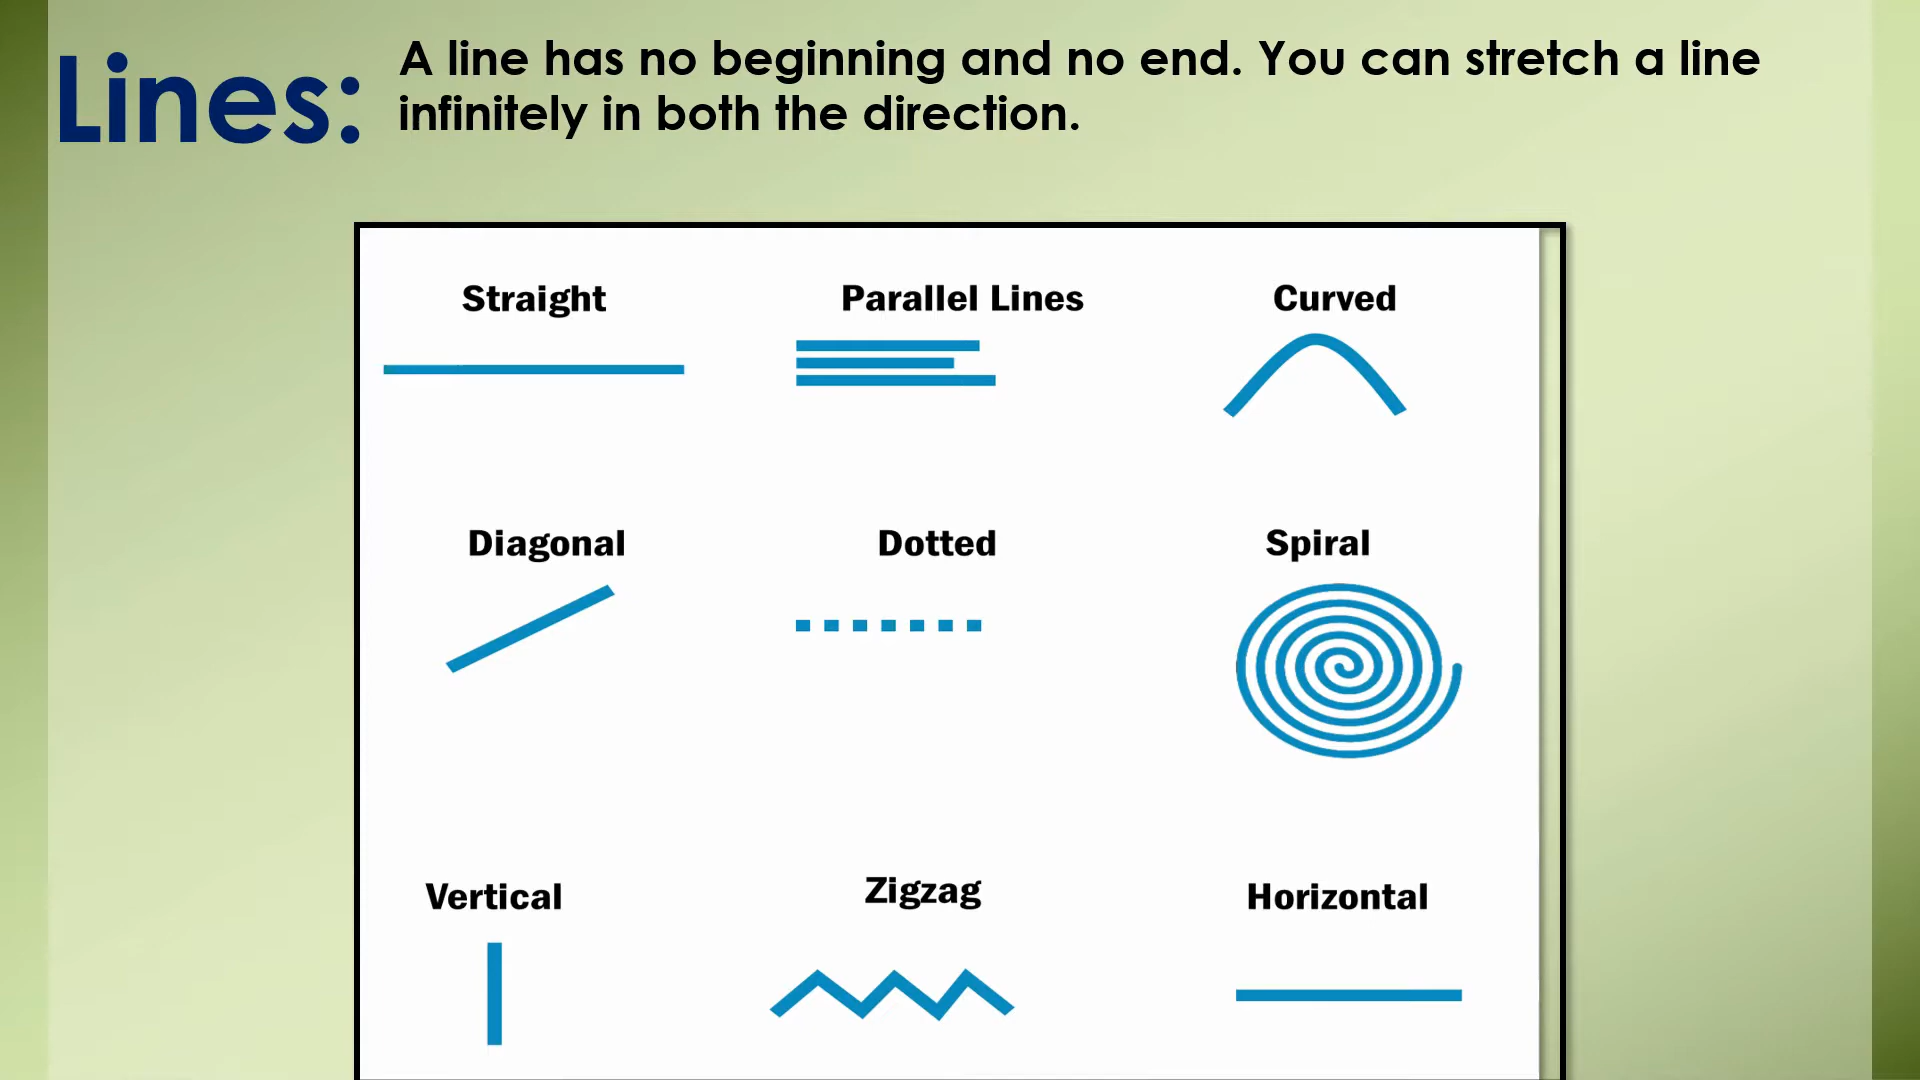 Lines:
A line has no beginning and no end. You can stretch a line
infinitely in both the direction.
Straight
Parallel Lines
Curved
Diagonal
Dotted
Spiral
Vertical
Zigzag
Horizontal